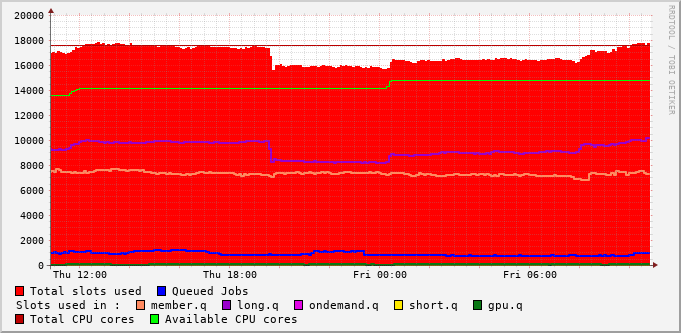 RRDTOOL / TOBI OETIKER
20000
18000
16000
14000
12000
10000
8000
6000
4000
2000
0
Thu 12:00 Thu 18:00 Fri 00:00 Fri 06:00
Total slots used Queued Jobs
Slots used in : member.q long.q ondemand.q short.q gpu.q
Total CPU cores Available CPU cores